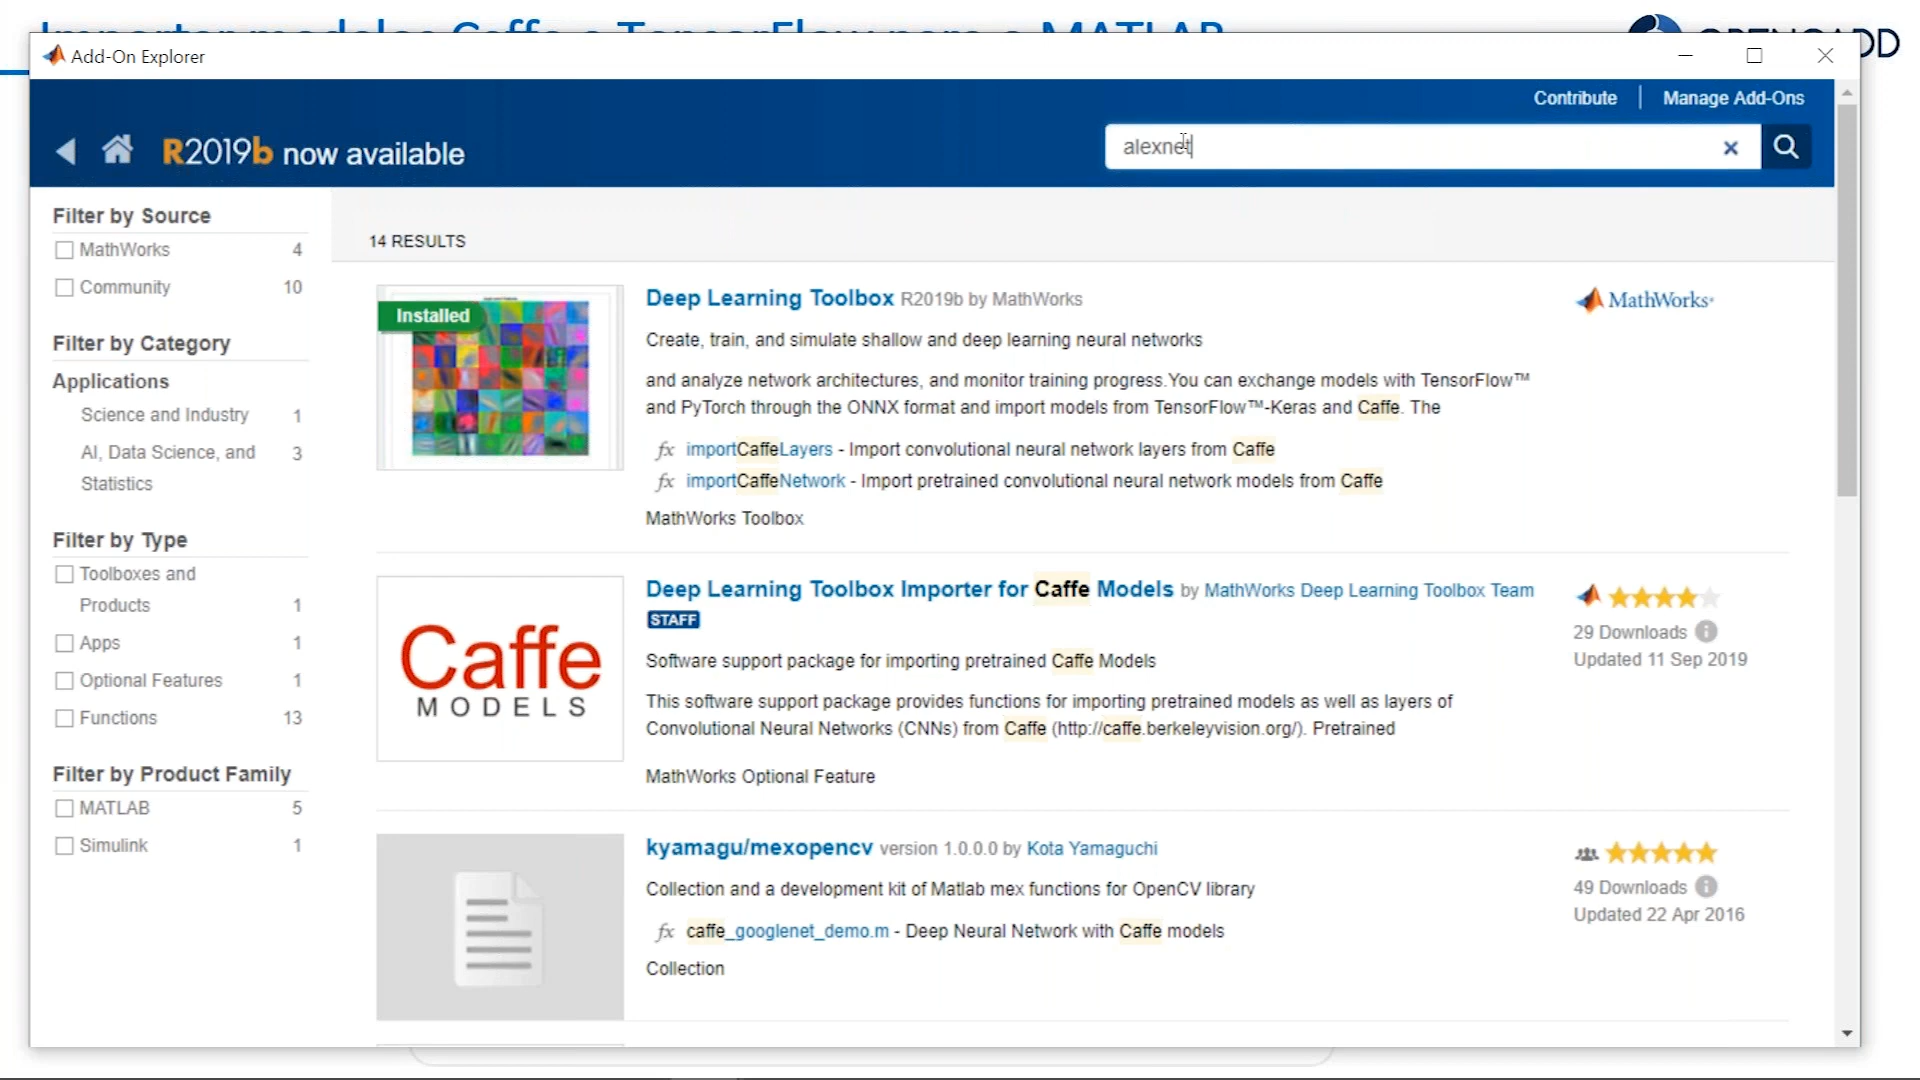 Importar modelos Caffe e TensorFlow para o MATLAB
OPENCADD
Add-On Explorer
Contribute | Manage Add-Ons
R2019b now available
alexnet
Filter by Source
MathWorks 4
Community 10
Filter by Category
Applications
Science and Industry 1
AI, Data Science, and 3
Statistics
Filter by Type
Toolboxes and
Products 1
Apps 1
Optional Features 1
Functions 13
Filter by Product Family
MATLAB 5
Simulink 1
14 RESULTS
Installed
Deep Learning Toolbox R2019b by MathWorks
MathWorks®
Create, train, and simulate shallow and deep learning neural networks
and analyze network architectures, and monitor training progress.You can exchange models with TensorFlow™
and PyTorch through the ONNX format and import models from TensorFlow™-Keras and Caffe. The
fx importCaffeLayers - Import convolutional neural network layers from Caffe
fx importCaffeNetwork - Import pretrained convolutional neural network models from Caffe
MathWorks Toolbox
Caffe
MODELS
Deep Learning Toolbox Importer for Caffe Models by MathWorks Deep Learning Toolbox Team
STAFF
29 Downloads
Updated 11 Sep 2019
Software support package for importing pretrained Caffe Models
This software support package provides functions for importing pretrained models as well as layers of
Convolutional Neural Networks (CNNs) from Caffe (http://caffe.berkeleyvision.org/). Pretrained
MathWorks Optional Feature
kyamagu/mexopencv version 1.0.0.0 by Kota Yamaguchi
49 Downloads
Updated 22 Apr 2016
Collection and a development kit of Matlab mex functions for OpenCV library
fx caffe_googlenet_demo.m - Deep Neural Network with Caffe models
Collection